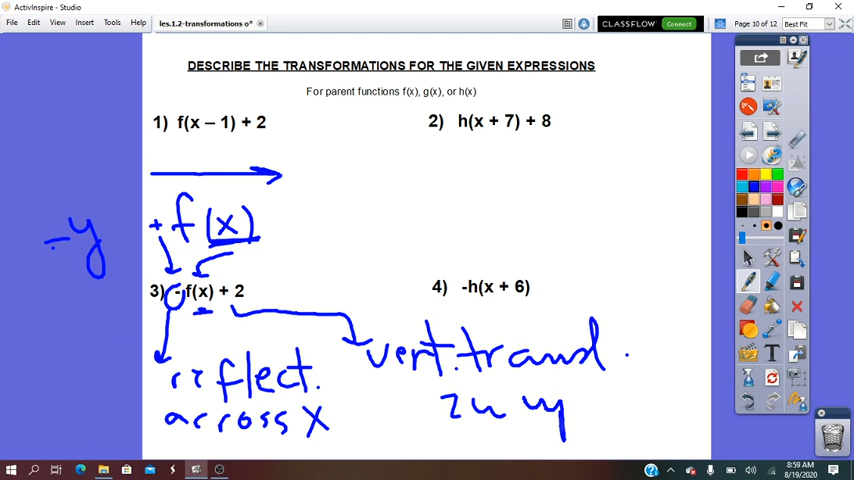 ActivInspire - Studio
File Edit View Insert Tools Help
les.1.2-transformations o*
CLASSFLOW Connect
Page 10 of 12 Best Fit
DESCRIBE THE TRANSFORMATIONS FOR THE GIVEN EXPRESSIONS
For parent functions f(x), g(x), or h(x)
1) f(x – 1) + 2
2) h(x + 7) + 8
+ f (x)
-y
3) - f(x) + 2
4) -h(x + 6)
reflect.
across X
vert. transl.
2u
8:59 AM
8/19/2020